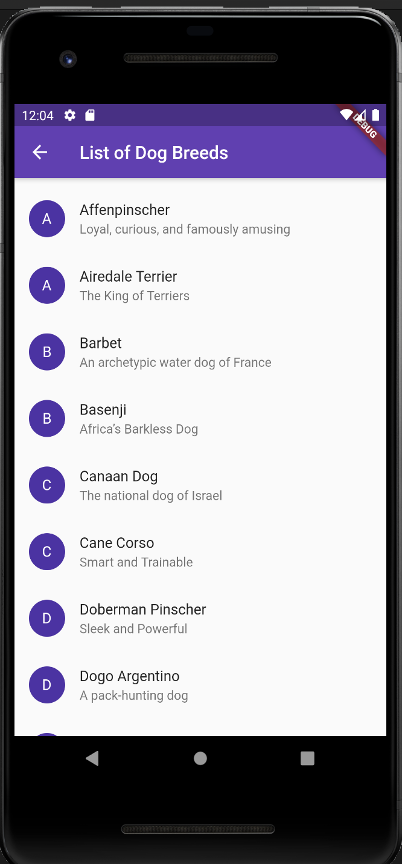 12:04
DEBUG
List of Dog Breeds
A
Affenpinscher
Loyal, curious, and famously amusing
A
Airedale Terrier
The King of Terriers
B
Barbet
An archetypic water dog of France
B
Basenji
Africa's Barkless Dog
C
Canaan Dog
The national dog of Israel
C
Cane Corso
Smart and Trainable
D
Doberman Pinscher
Sleek and Powerful
D
Dogo Argentino
A pack-hunting dog